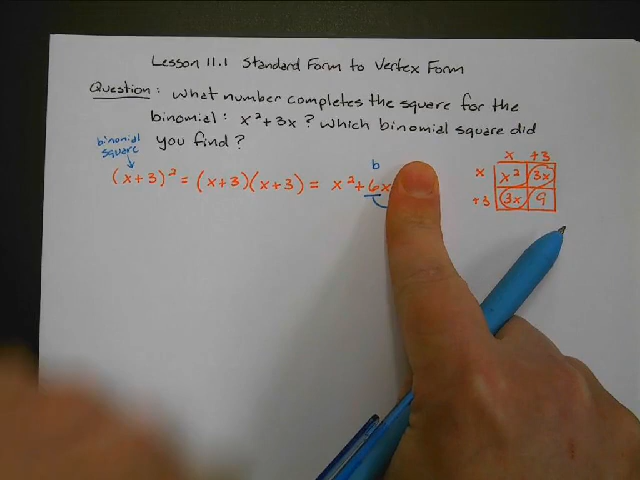 Lesson 11.1 Standard Form to Vertex Form
Question: What number completes the square for the
binomial: x²+3x? Which binomial square did
you find?
binomial
square
(x+3)² = (x+3)(x+3) = x²+6x
b
x +3
x x² 3x
+3 3x 9